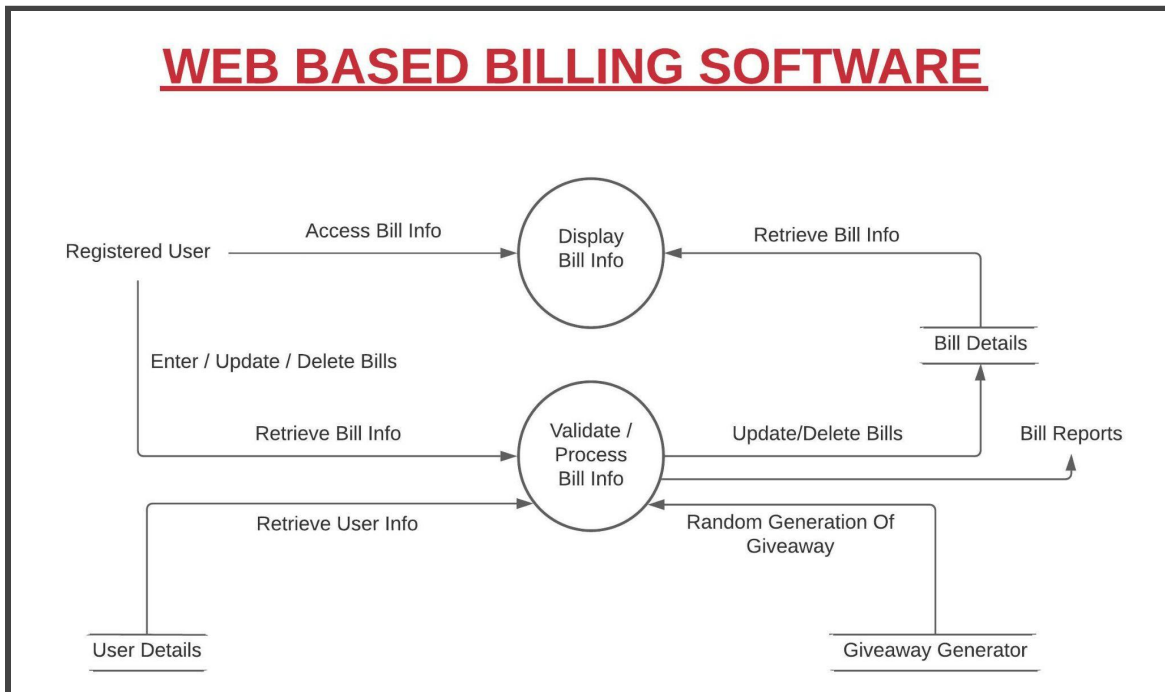 WEB BASED BILLING SOFTWARE
Access Bill Info
Registered User
Display
Bill Info
Retrieve Bill Info
Bill Details
Enter / Update / Delete Bills
Retrieve Bill Info
Validate /
Process
Bill Info
Update/Delete Bills
Bill Reports
Retrieve User Info
Random Generation Of
Giveaway
User Details
Giveaway Generator